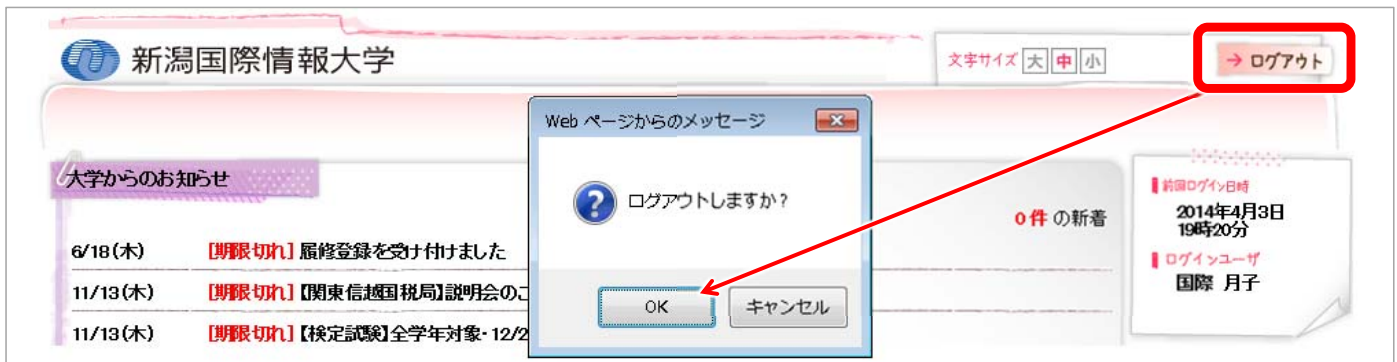 新潟国際情報大学
文字サイズ 大 中 小
→ ログアウト
Web ページからのメッセージ
ログアウトしますか?
OK キャンセル
大学からのお知らせ
0件 の新着
6/18(木) [期限切れ] 履修登録を受け付けました
11/13(木) [期限切れ]【関東信越国税局】説明会のご
11/13(木) [期限切れ]【検定試験】全学年対象・12/2
前回ログイン日時
2014年4月3日
19時20分
ログインユーザ
国際 月子